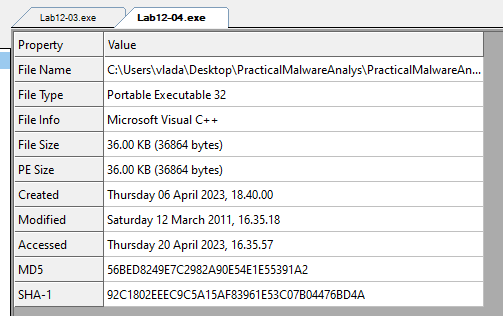 Lab12-03.exe Lab12-04.exe
Property Value
File Name C:\Users\vlada\Desktop\PracticalMalwareAnalys\PracticalMalwareAn...
File Type Portable Executable 32
File Info Microsoft Visual C++
File Size 36.00 KB (36864 bytes)
PE Size 36.00 KB (36864 bytes)
Created Thursday 06 April 2023, 18.40.00
Modified Saturday 12 March 2011, 16.35.18
Accessed Thursday 20 April 2023, 16.35.57
MD5 56BED8249E7C2982A90E54E1E55391A2
SHA-1 92C1802EEEC9C5A15AF83961E53C07B04476BD4A